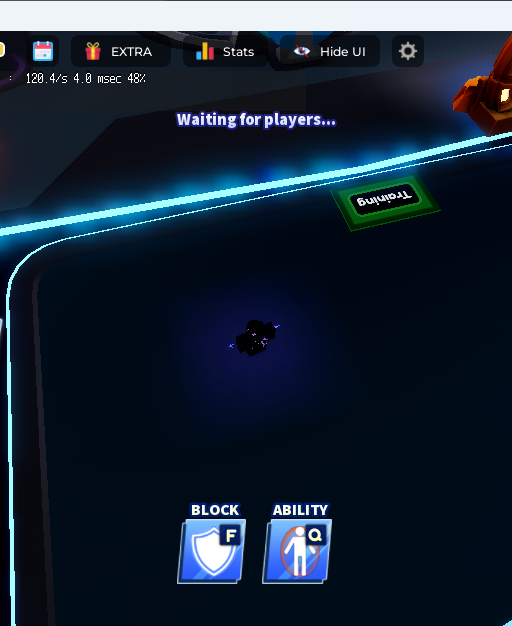 EXTRA
Stats
Hide UI
: 120.4/s 4.0 msec 48%
Waiting for players...
Training
BLOCK
ABILITY
F
Q